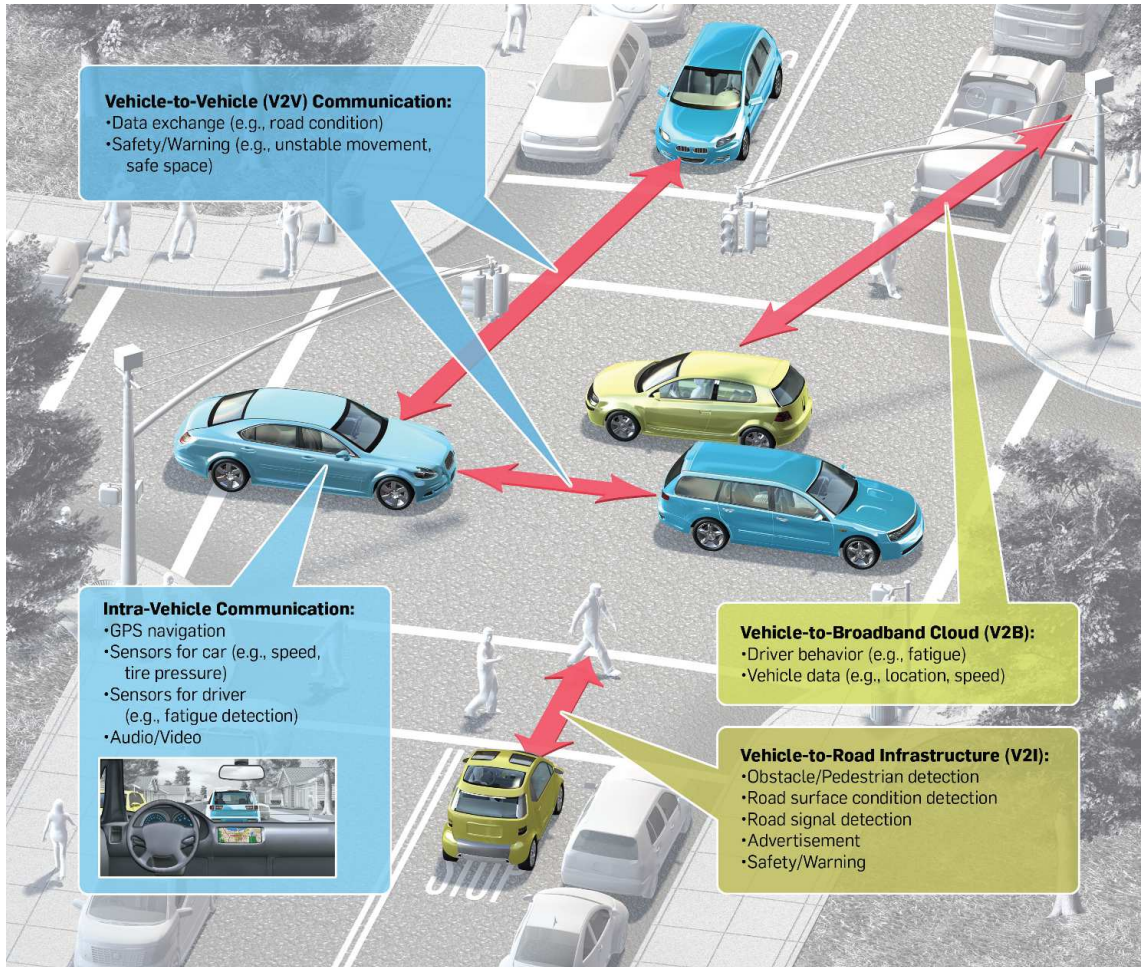 Vehicle-to-Vehicle (V2V) Communication:
•Data exchange (e.g., road condition)
•Safety/Warning (e.g., unstable movement,
safe space)
Intra-Vehicle Communication:
•GPS navigation
•Sensors for car (e.g., speed,
tire pressure)
•Sensors for driver
(e.g., fatigue detection)
•Audio/Video
Vehicle-to-Broadband Cloud (V2B):
•Driver behavior (e.g., fatigue)
•Vehicle data (e.g., location, speed)
Vehicle-to-Road Infrastructure (V2I):
•Obstacle/Pedestrian detection
•Road surface condition detection
•Road signal detection
•Advertisement
•Safety/Warning
STOP